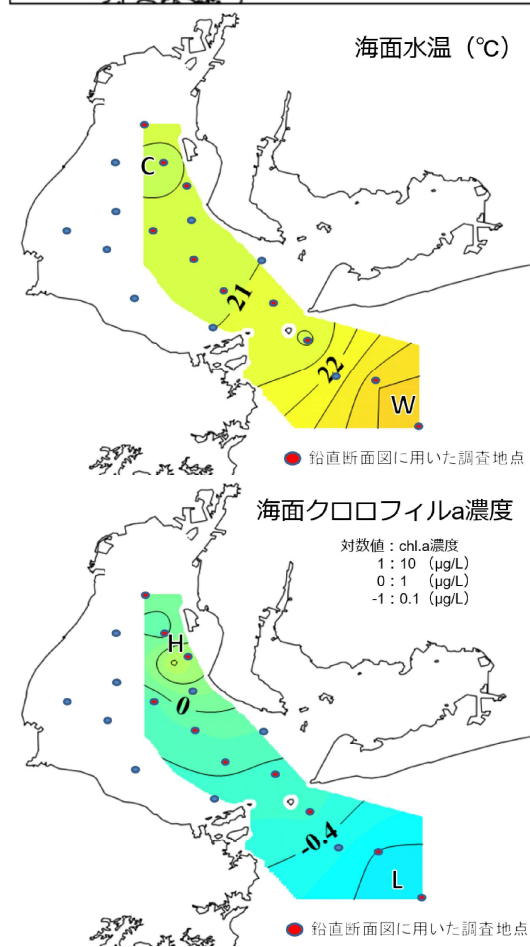 海面水温（℃）
C
21
22
W
鉛直断面図に用いた調査地点
海面クロロフィルa濃度
対数値：chl.a濃度
1：10 （μg/L）
0：1 （μg/L）
-1：0.1（μg/L）
H
0
-0.4
L
鉛直断面図に用いた調査地点